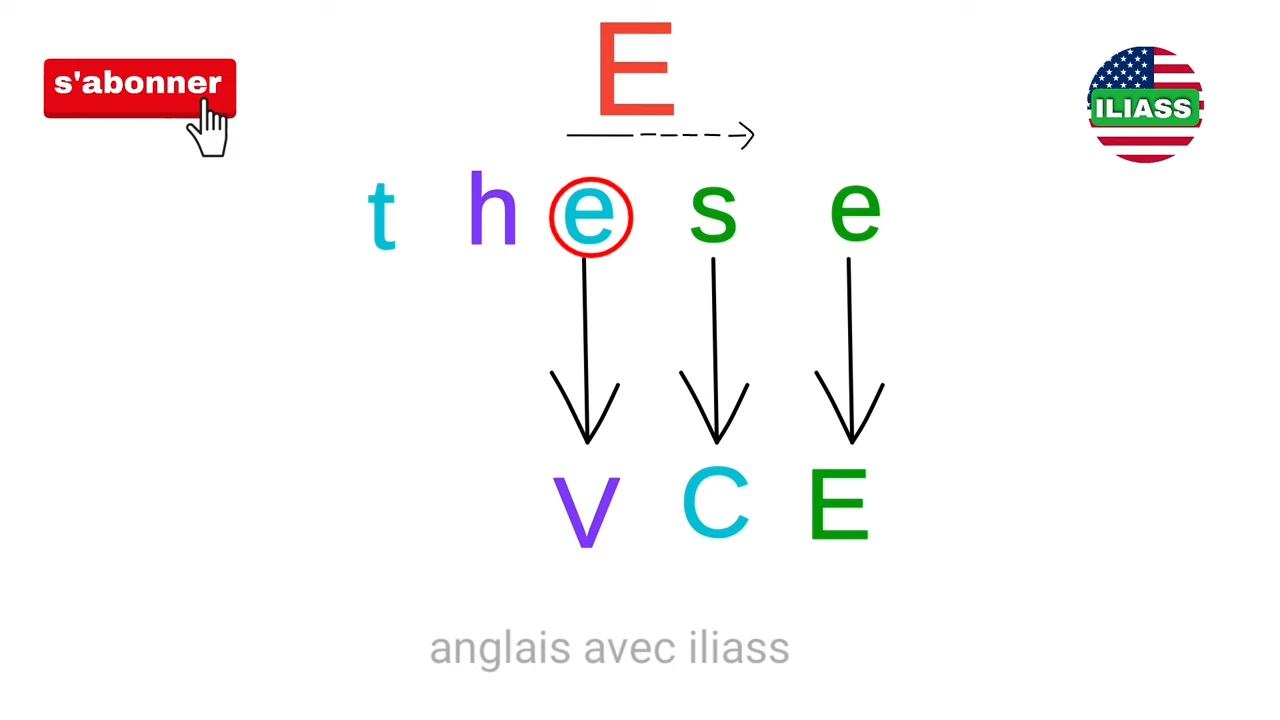 E
s'abonner
ILIASS
t h e s e
V C E
anglais avec iliass